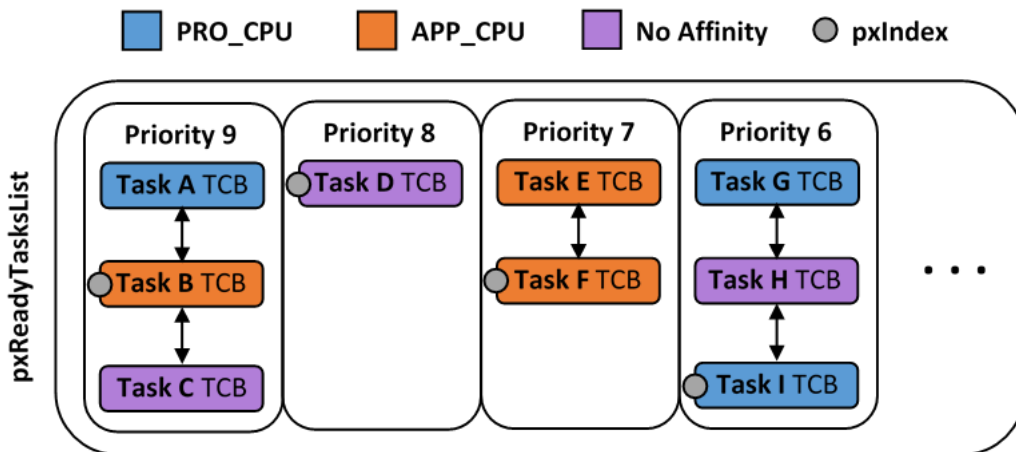 PRO_CPU APP_CPU No Affinity pxIndex
pxReadyTasksList
Priority 9
Task A TCB
Task B TCB
Task C TCB
Priority 8
Task D TCB
Priority 7
Task E TCB
Task F TCB
Priority 6
Task G TCB
Task H TCB
Task I TCB
. . .